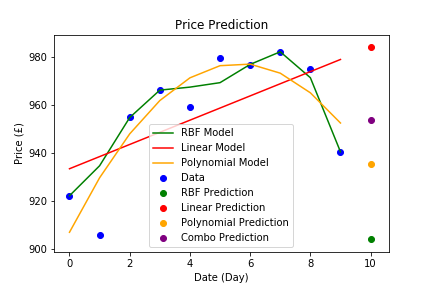 Price Prediction
980
960
940
920
900
Price (£)
RBF Model
Linear Model
Polynomial Model
Data
RBF Prediction
Linear Prediction
Polynomial Prediction
Combo Prediction
0 2 4 6 8 10
Date (Day)